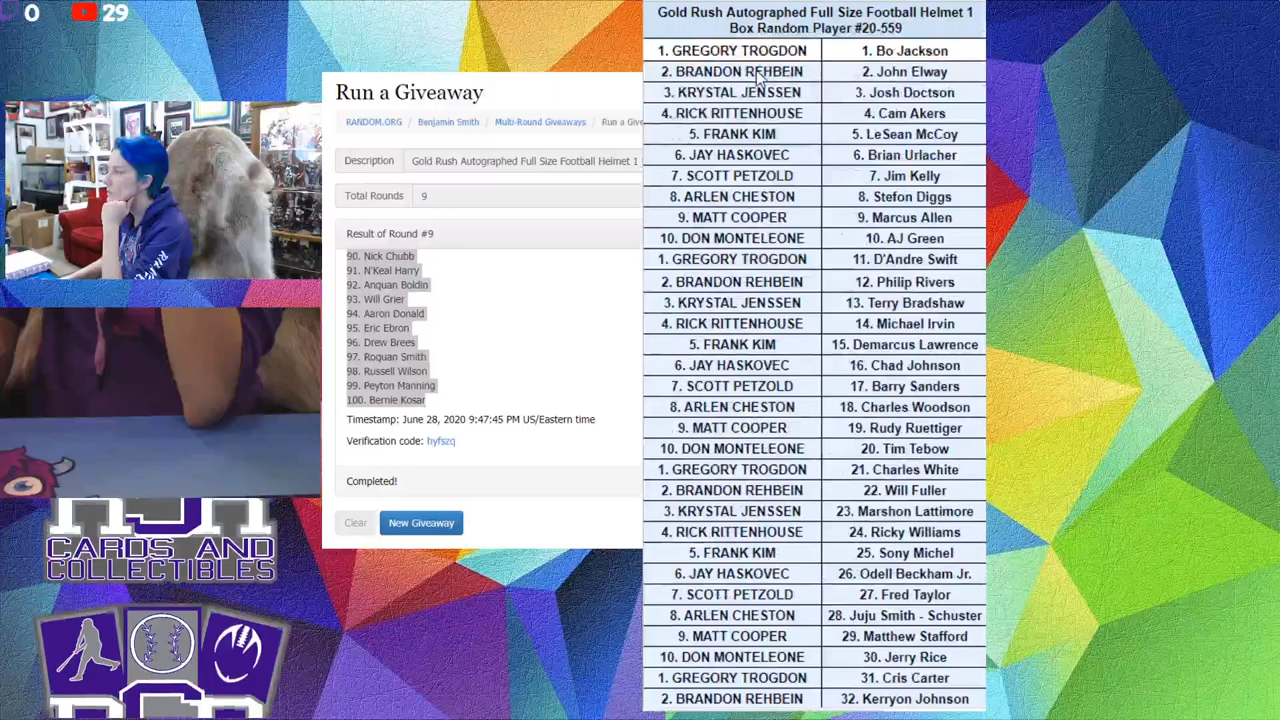 0 29
Gold Rush Autographed Full Size Football Helmet 1
Box Random Player #20-559
1. GREGORY TROGDON 1. Bo Jackson
2. BRANDON REHBEIN 2. John Elway
3. KRYSTAL JENSSEN 3. Josh Doctson
4. RICK RITTENHOUSE 4. Cam Akers
5. FRANK KIM 5. LeSean McCoy
6. JAY HASKOVEC 6. Brian Urlacher
7. SCOTT PETZOLD 7. Jim Kelly
8. ARLEN CHESTON 8. Stefon Diggs
9. MATT COOPER 9. Marcus Allen
10. DON MONTELEONE 10. AJ Green
1. GREGORY TROGDON 11. D'Andre Swift
2. BRANDON REHBEIN 12. Philip Rivers
3. KRYSTAL JENSSEN 13. Terry Bradshaw
4. RICK RITTENHOUSE 14. Michael Irvin
5. FRANK KIM 15. Demarcus Lawrence
6. JAY HASKOVEC 16. Chad Johnson
7. SCOTT PETZOLD 17. Barry Sanders
8. ARLEN CHESTON 18. Charles Woodson
9. MATT COOPER 19. Rudy Ruettiger
10. DON MONTELEONE 20. Tim Tebow
1. GREGORY TROGDON 21. Charles White
2. BRANDON REHBEIN 22. Will Fuller
3. KRYSTAL JENSSEN 23. Marshon Lattimore
4. RICK RITTENHOUSE 24. Ricky Williams
5. FRANK KIM 25. Sony Michel
6. JAY HASKOVEC 26. Odell Beckham Jr.
7. SCOTT PETZOLD 27. Fred Taylor
8. ARLEN CHESTON 28. Juju Smith - Schuster
9. MATT COOPER 29. Matthew Stafford
10. DON MONTELEONE 30. Jerry Rice
1. GREGORY TROGDON 31. Cris Carter
2. BRANDON REHBEIN 32. Kerryon Johnson
Run a Giveaway
RANDOM.ORG / Benjamin Smith / Multi-Round Giveaways / Run a Give
Description Gold Rush Autographed Full Size Football Helmet 1
Total Rounds 9
Result of Round #9
90. Nick Chubb
91. N'Keal Harry
92. Anquan Boldin
93. Will Grier
94. Aaron Donald
95. Eric Ebron
96. Drew Brees
97. Roquan Smith
98. Russell Wilson
99. Peyton Manning
100. Bernie Kosar
Timestamp: June 28, 2020 9:47:45 PM US/Eastern time
Verification code: hyfszq
Completed!
Clear New Giveaway
CARDS AND
COLLECTIBLES